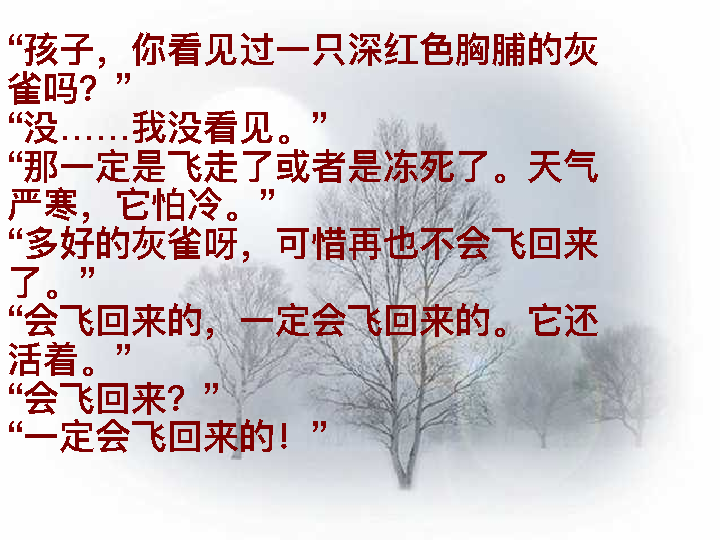 “孩子，你看见过一只深红色胸脯的灰
雀吗？”
“没……我没看见。”
“那一定是飞走了或者是冻死了。天气
严寒，它怕冷。”
“多好的灰雀呀，可惜再也不会飞回来
了。”
“会飞回来的，一定会飞回来的。它还
活着。”
“会飞回来？”
“一定会飞回来的！”